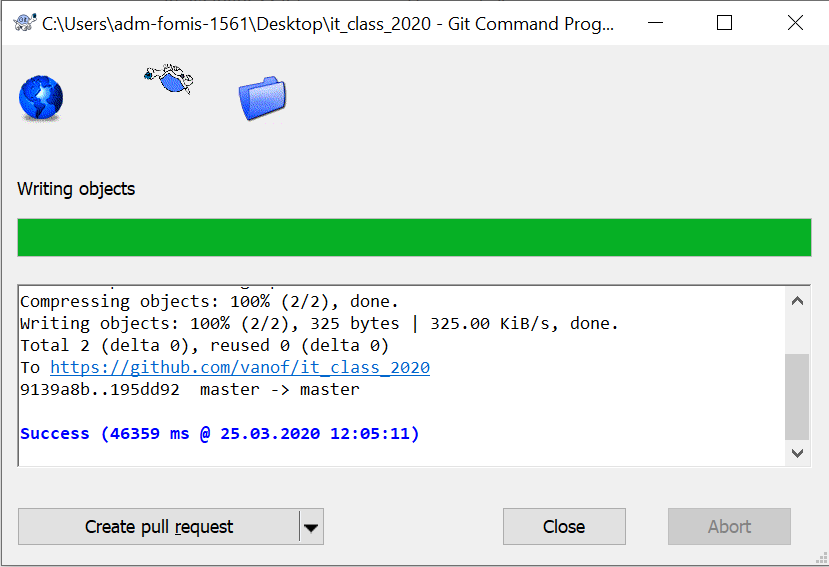 C:\Users\adm-fomis-1561\Desktop\it_class_2020 - Git Command Prog...
Writing objects
Compressing objects: 100% (2/2), done.
Writing objects: 100% (2/2), 325 bytes | 325.00 KiB/s, done.
Total 2 (delta 0), reused 0 (delta 0)
To https://github.com/vanof/it_class_2020
9139a8b..195dd92  master -> master
Success (46359 ms @ 25.03.2020 12:05:11)
Create pull request
Close
Abort